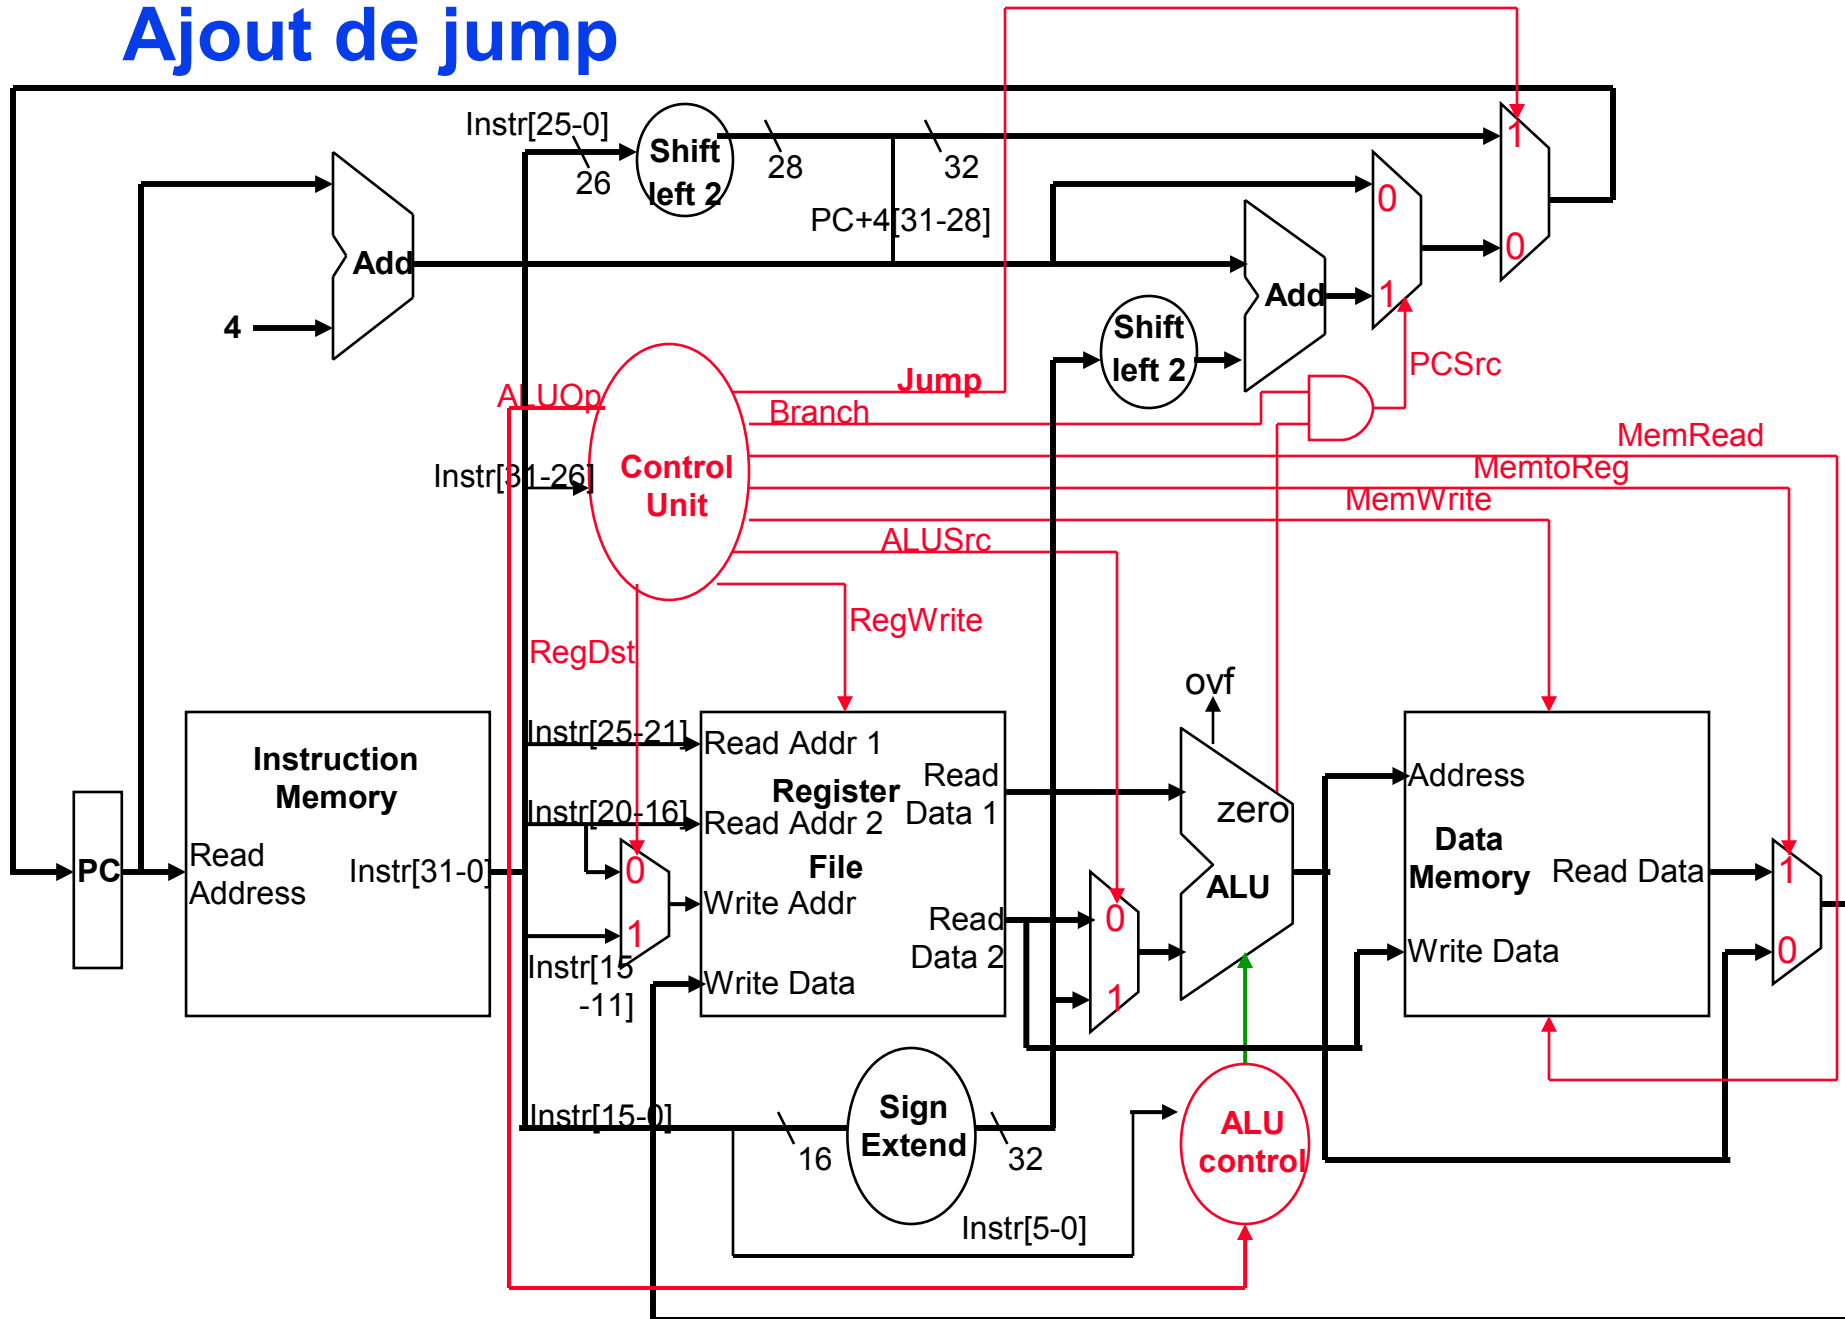 Ajout de jump
Instr[25-0]
26
Shift
left 2
28
32
PC+4[31-28]
1
0
0
1
Add
4
Add
Shift
left 2
PCSrc
ALUOp
Jump
Branch
MemRead
MemtoReg
MemWrite
Instr[31-26]
Control
Unit
ALUSrc
RegWrite
RegDst
ovf
Instruction
Memory
Read
Address
Instr[31-0]
PC
Instr[25-21]
Read Addr 1
Instr[20-16]
Register
Read Addr 2
File
Write Addr
Write Data
Read
Data 1
Read
Data 2
0
1
Instr[15
-11]
zero
ALU
0
1
Address
Data
Memory
Read Data
Write Data
1
0
Instr[15-0]
16
Sign
Extend
32
ALU
control
Instr[5-0]